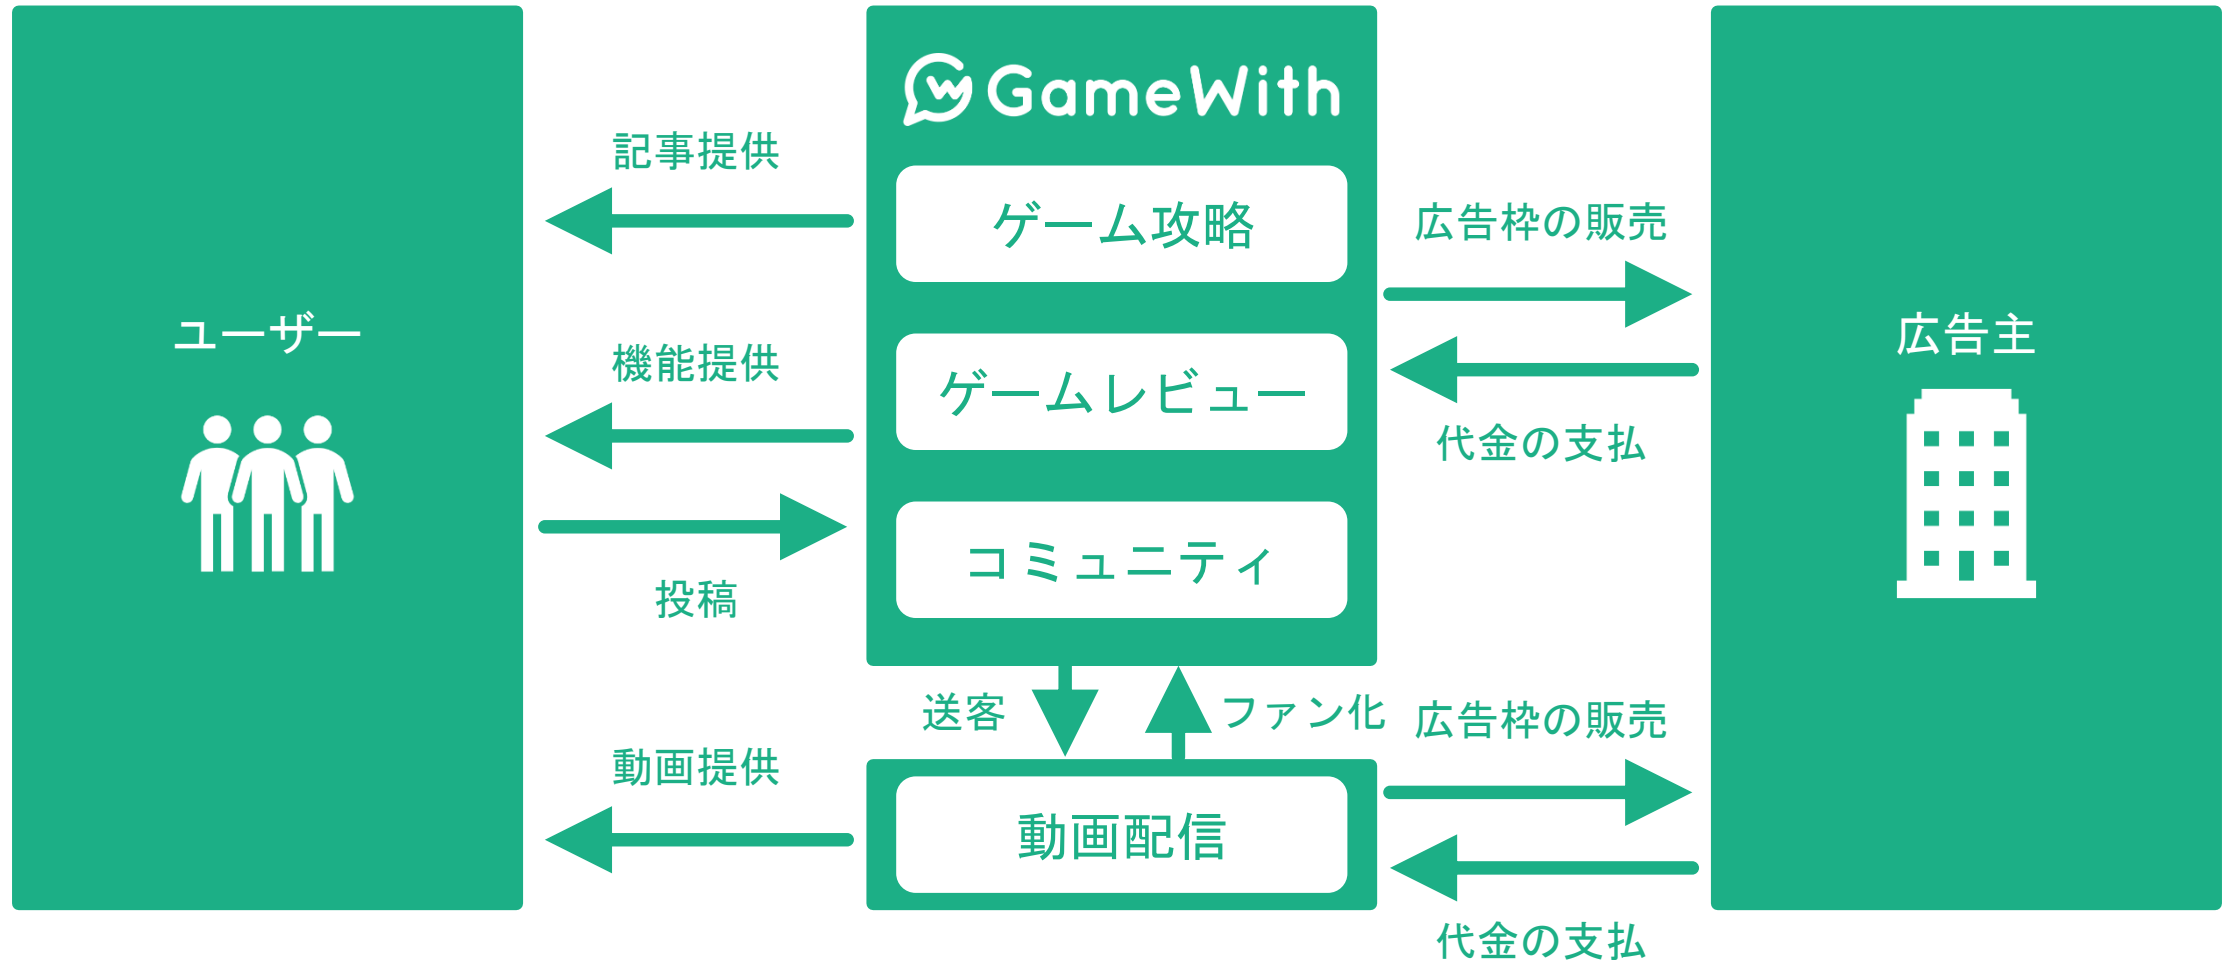 ユーザー
記事提供
機能提供
投稿
動画提供
GameWith
ゲーム攻略
ゲームレビュー
コミュニティ
送客
ファン化
動画配信
広告枠の販売
代金の支払
広告枠の販売
代金の支払
広告主